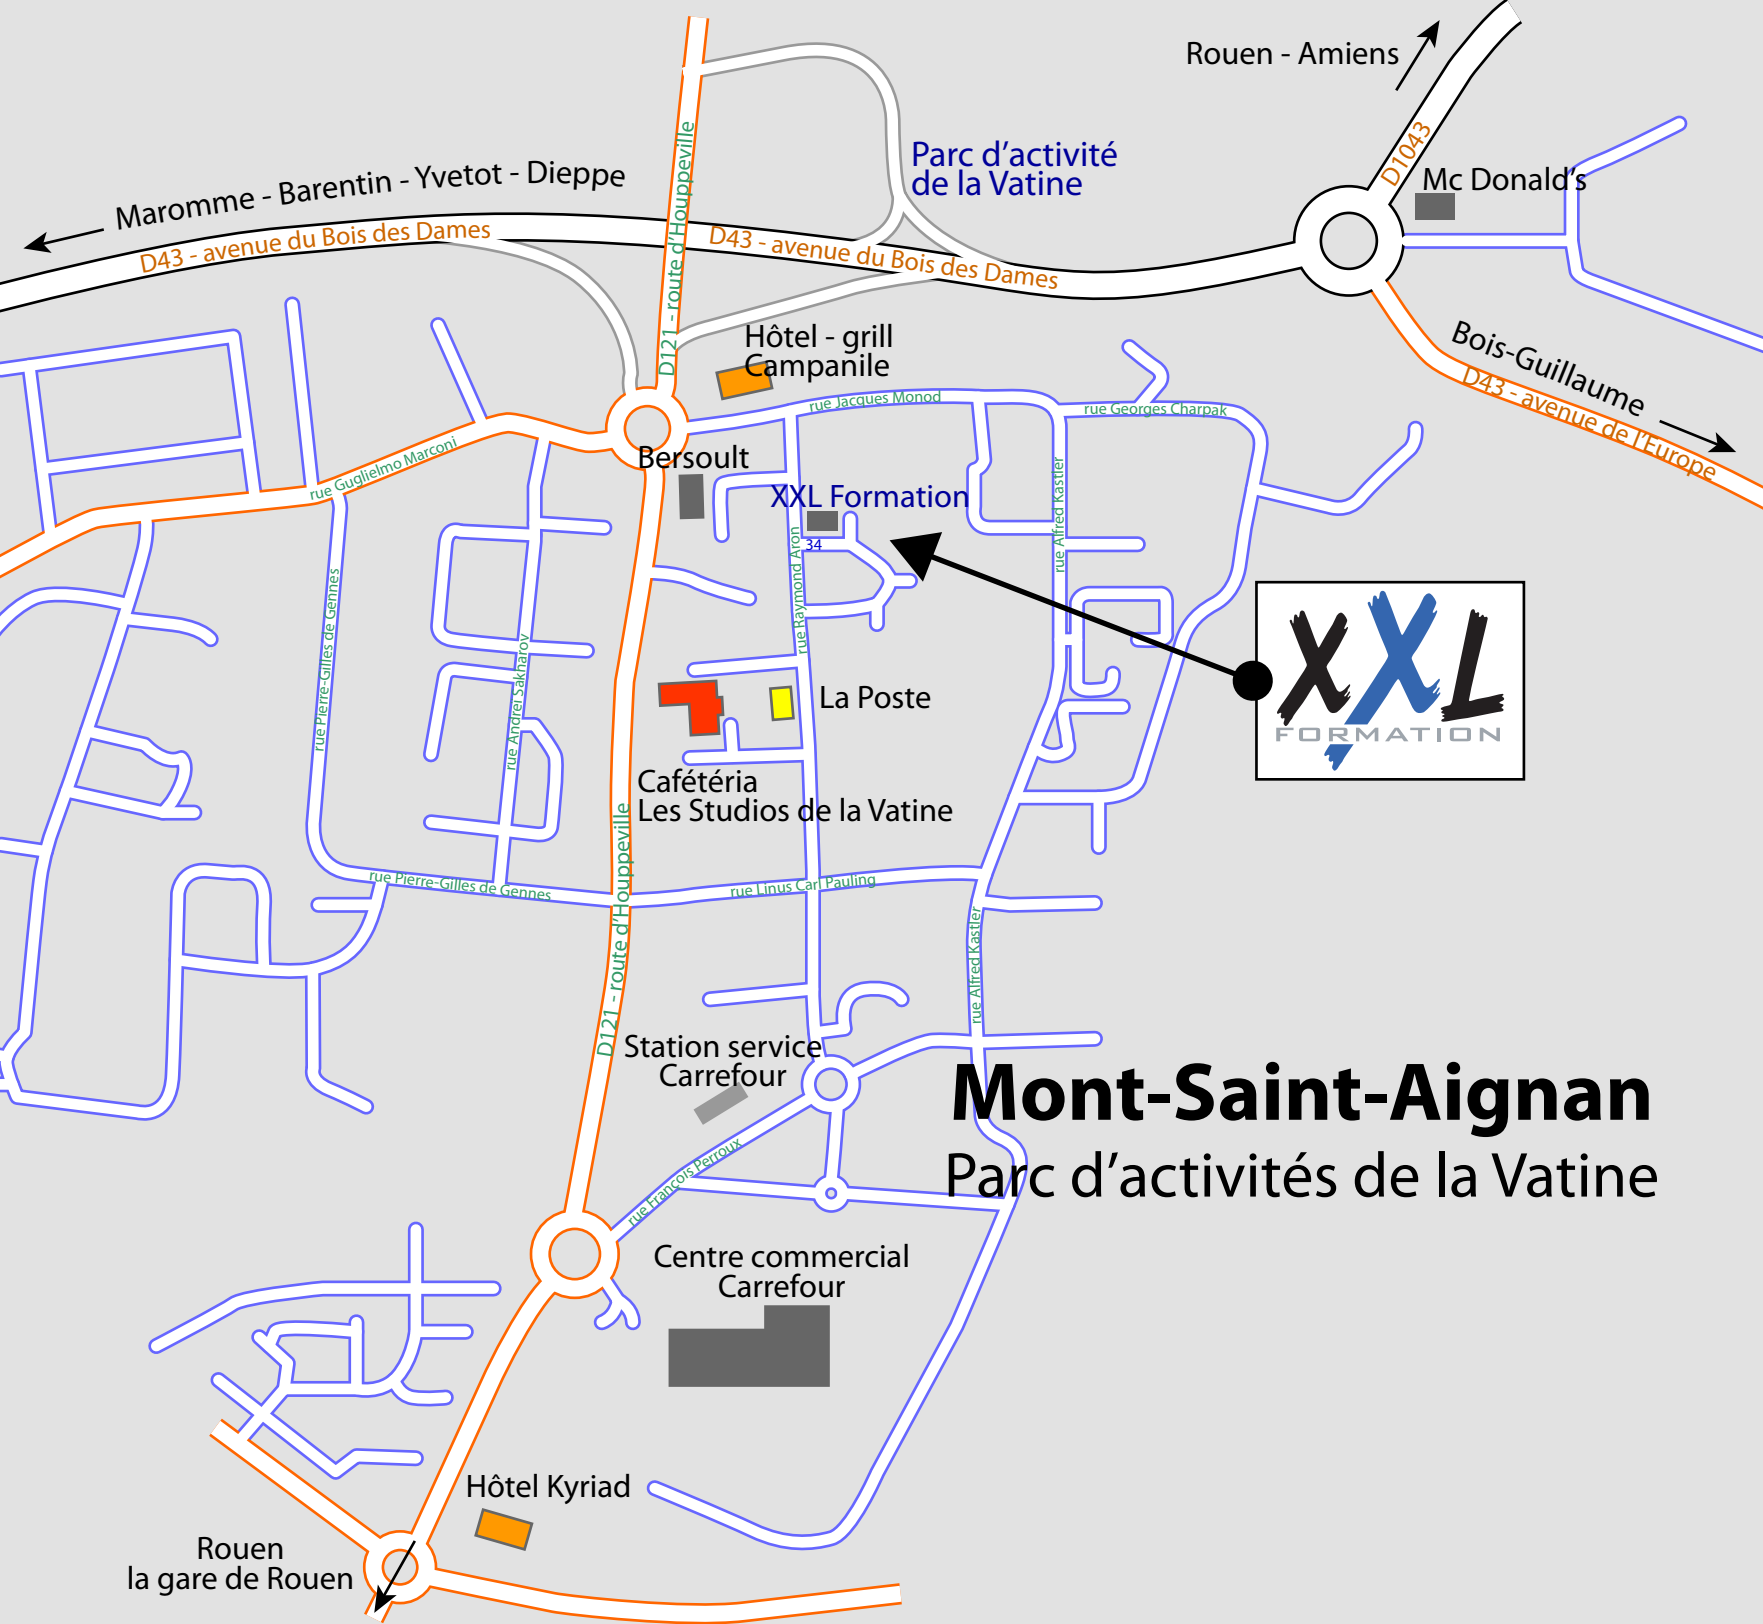 Rouen - Amiens
D1043
Mc Donald's
Parc d'activité
de la Vatine
Maromme - Barentin - Yvetot - Dieppe
D43 - avenue du Bois des Dames
D43 - avenue du Bois des Dames
D121 - route d'Houppeville
Bois-Guillaume
D43 - avenue de l'Europe
Hôtel - grill
Campanile
rue Jacques Monod
rue Georges Charpak
rue Guglielmo Marconi
Bersoult
XXL Formation
34
rue Raymond Aron
rue Alfred Kastler
rue Pierre-Gilles de Gennes
rue Andreï Sakharov
XXL
FORMATION
La Poste
Cafétéria
Les Studios de la Vatine
D121 - route d'Houppeville
rue Pierre-Gilles de Gennes
rue Linus Carl Pauling
rue Alfred Kastler
Station service
Carrefour
Mont-Saint-Aignan
Parc d'activités de la Vatine
rue François Perroux
Centre commercial
Carrefour
Hôtel Kyriad
Rouen
la gare de Rouen